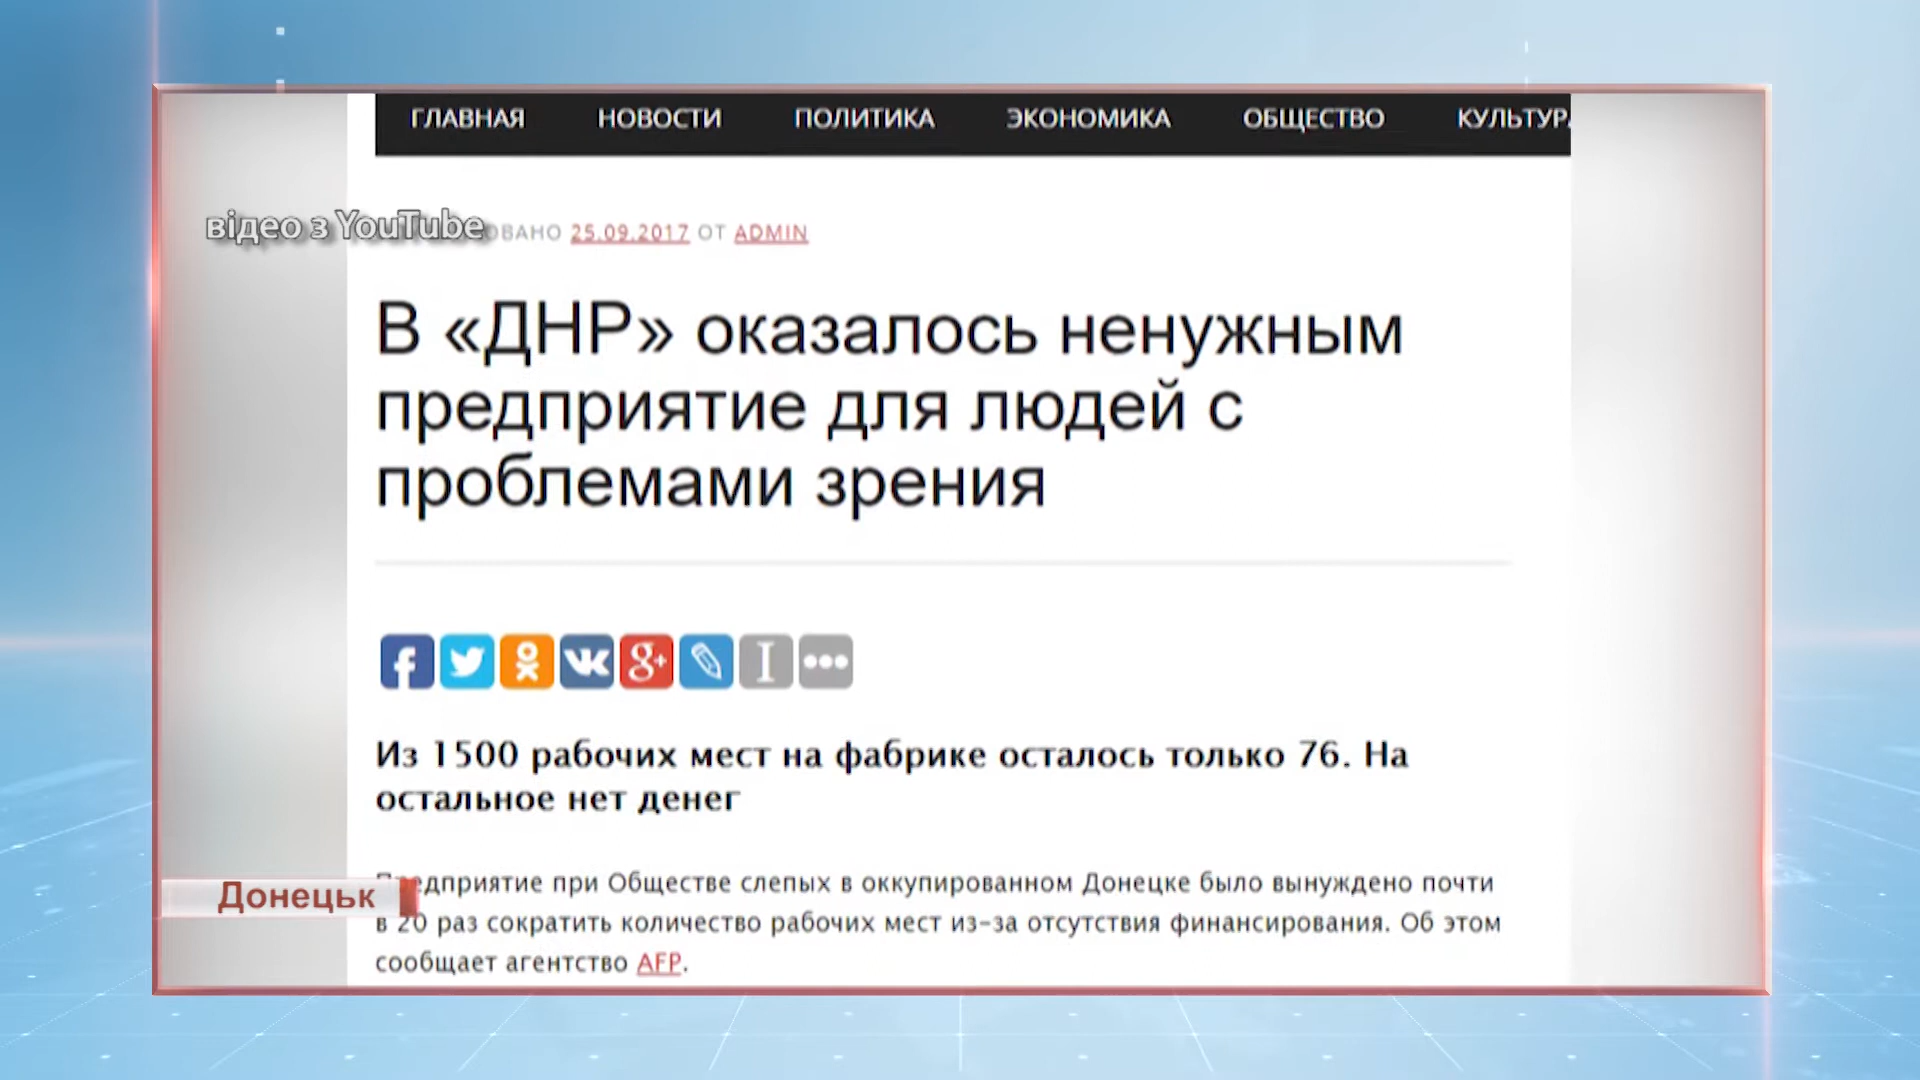 ГЛАВНАЯ НОВОСТИ ПОЛИТИКА ЭКОНОМИКА ОБЩЕСТВО
відео з YouTube 25.09.2017 ОТ ADMIN
В «ДНР» оказалось ненужным
предприятие для людей с
проблемами зрения
Из 1500 рабочих мест на фабрике осталось только 76. На
остальное нет денег
Предприятие при Обществе слепых в оккупированном Донецке было вынуждено почти
Донецьк
в 20 раз сократить количество рабочих мест из-за отсутствия финансирования. Об этом
сообщает агентство AFP.